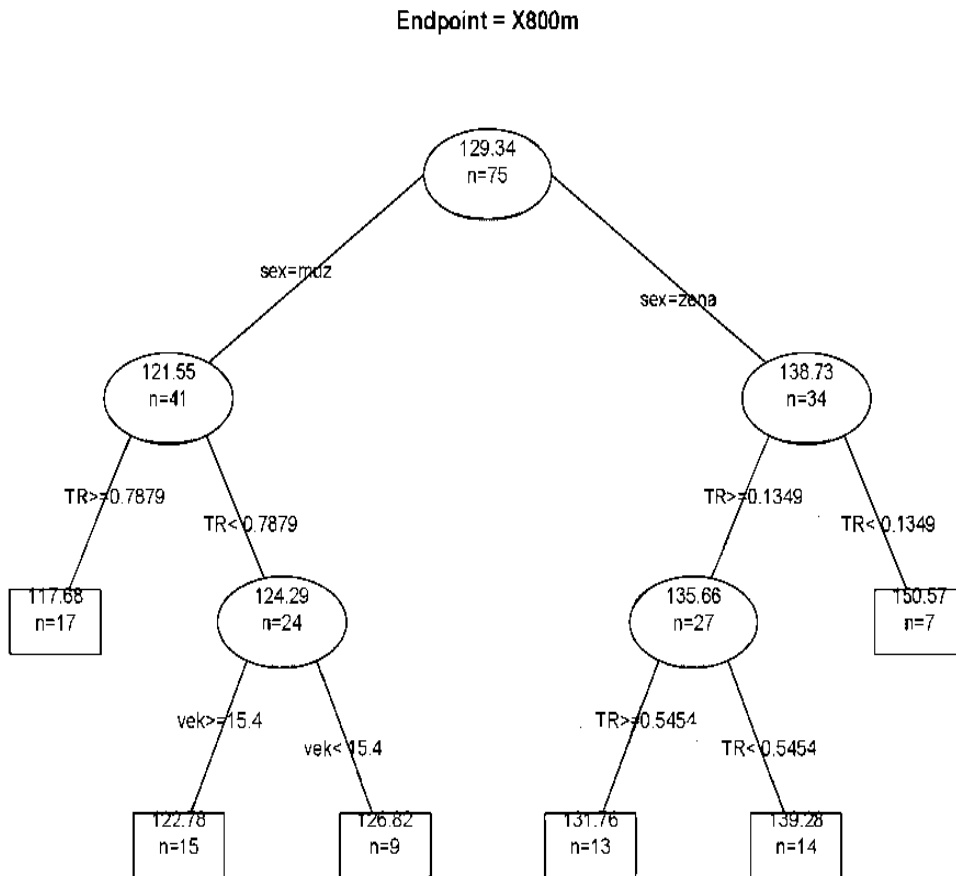 Endpoint = X800m
129.34
n=75
sex=muz
sex=zena
121.55
n=41
138.73
n=34
TR>=0.7879
TR< 0.7879
TR>=0.1349
TR< 0.1349
117.68
n=17
124.29
n=24
135.66
n=27
150.57
n=7
vek>=15.4
vek< 15.4
TR>=0.5454
TR< 0.5454
122.78
n=15
126.82
n=9
131.76
n=13
139.28
n=14